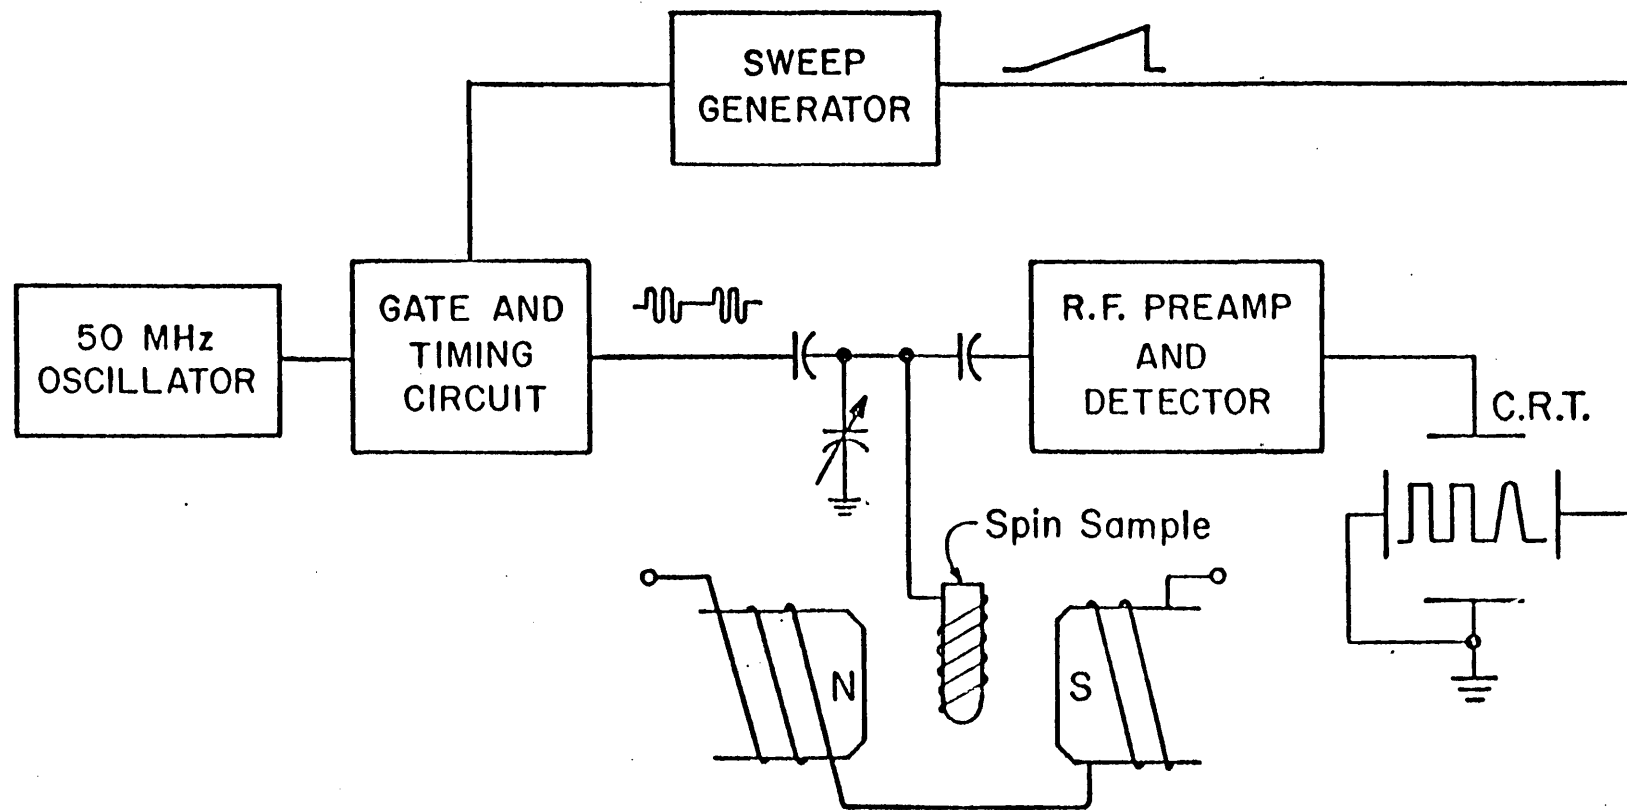 SWEEP
GENERATOR
50 MHz
OSCILLATOR
GATE AND
TIMING
CIRCUIT
R.F. PREAMP
AND
DETECTOR
C.R.T.
Spin Sample
N
S